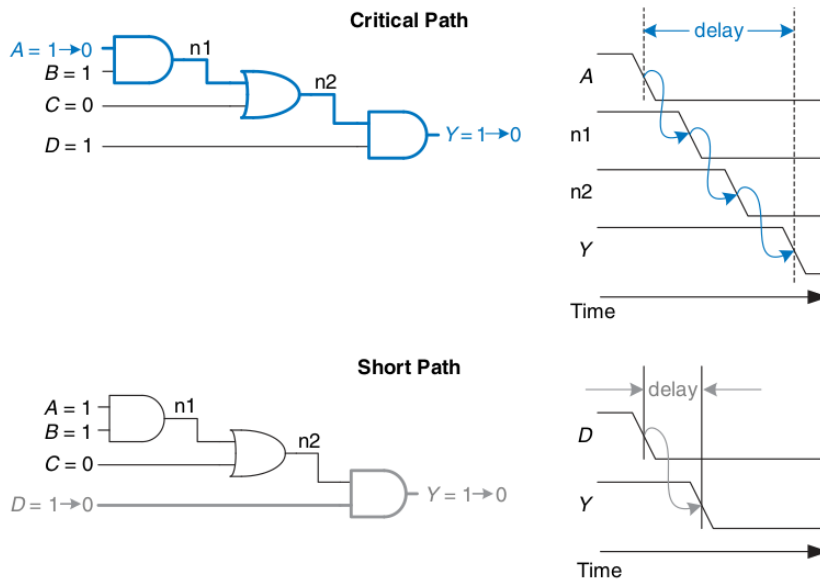 Critical Path
A = 1→0
B = 1
C = 0
D = 1
n1
n2
Y = 1→0
delay
A
n1
n2
Y
Time
Short Path
A = 1
B = 1
C = 0
D = 1→0
n1
n2
Y = 1→0
delay
D
Y
Time